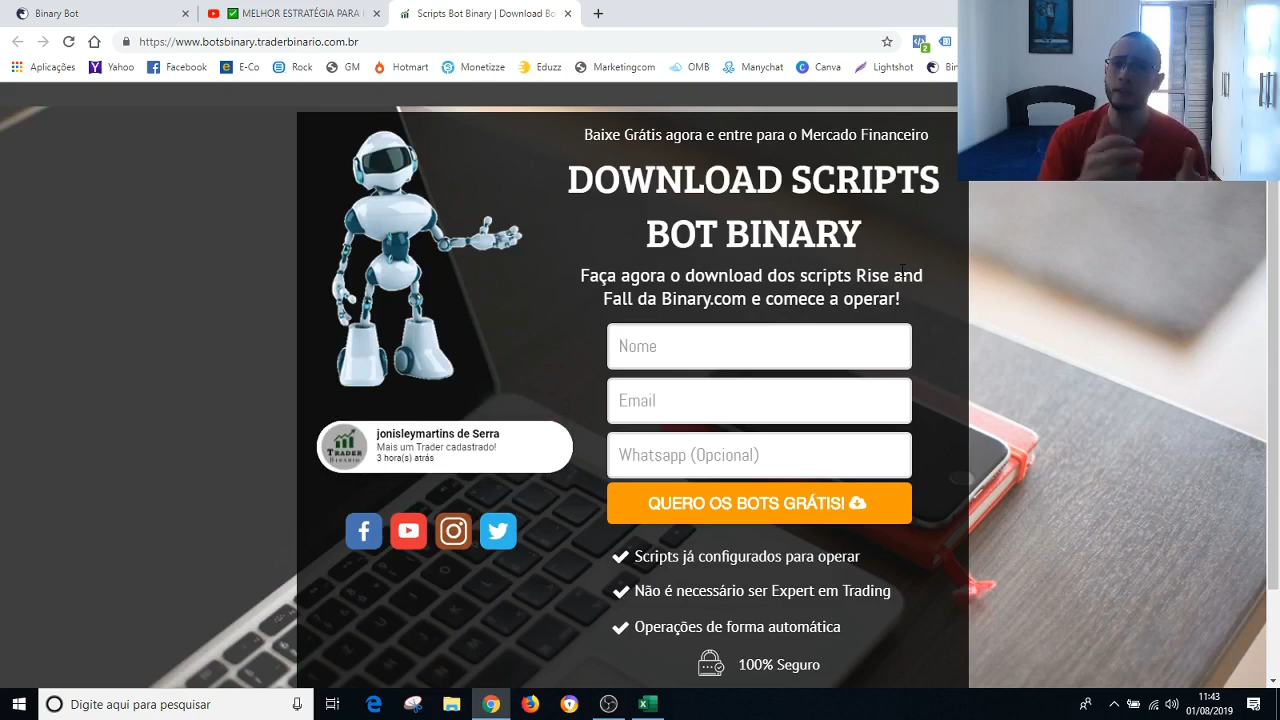 Binary Bot
MELHOR ESTRATÉGIA PARA
Scripts Bot Binary | Download Bo
https://www.botsbinary.traderbinario.com.br
2
Aplicações
Yahoo
Facebook
E-Co
Rock
GM
Hotmart
Monetizze
Eduzz
Marketingcom
OMB
Manychat
Canva
Lightshot
Bin
Baixe Grátis agora e entre para o Mercado Financeiro
DOWNLOAD SCRIPTS
BOT BINARY
Faça agora o download dos scripts Rise and
Fall da Binary.com e comece a operar!
Nome
Email
Whatsapp (Opcional)
QUERO OS BOTS GRÁTIS!
TRADER
BINÁRIO
jonisleymartins de Serra
Mais um Trader cadastrado!
3 hora(s) atrás
Scripts já configurados para operar
Não é necessário ser Expert em Trading
Operações de forma automática
100% Seguro
Digite aqui para pesquisar
11:43
01/08/2019